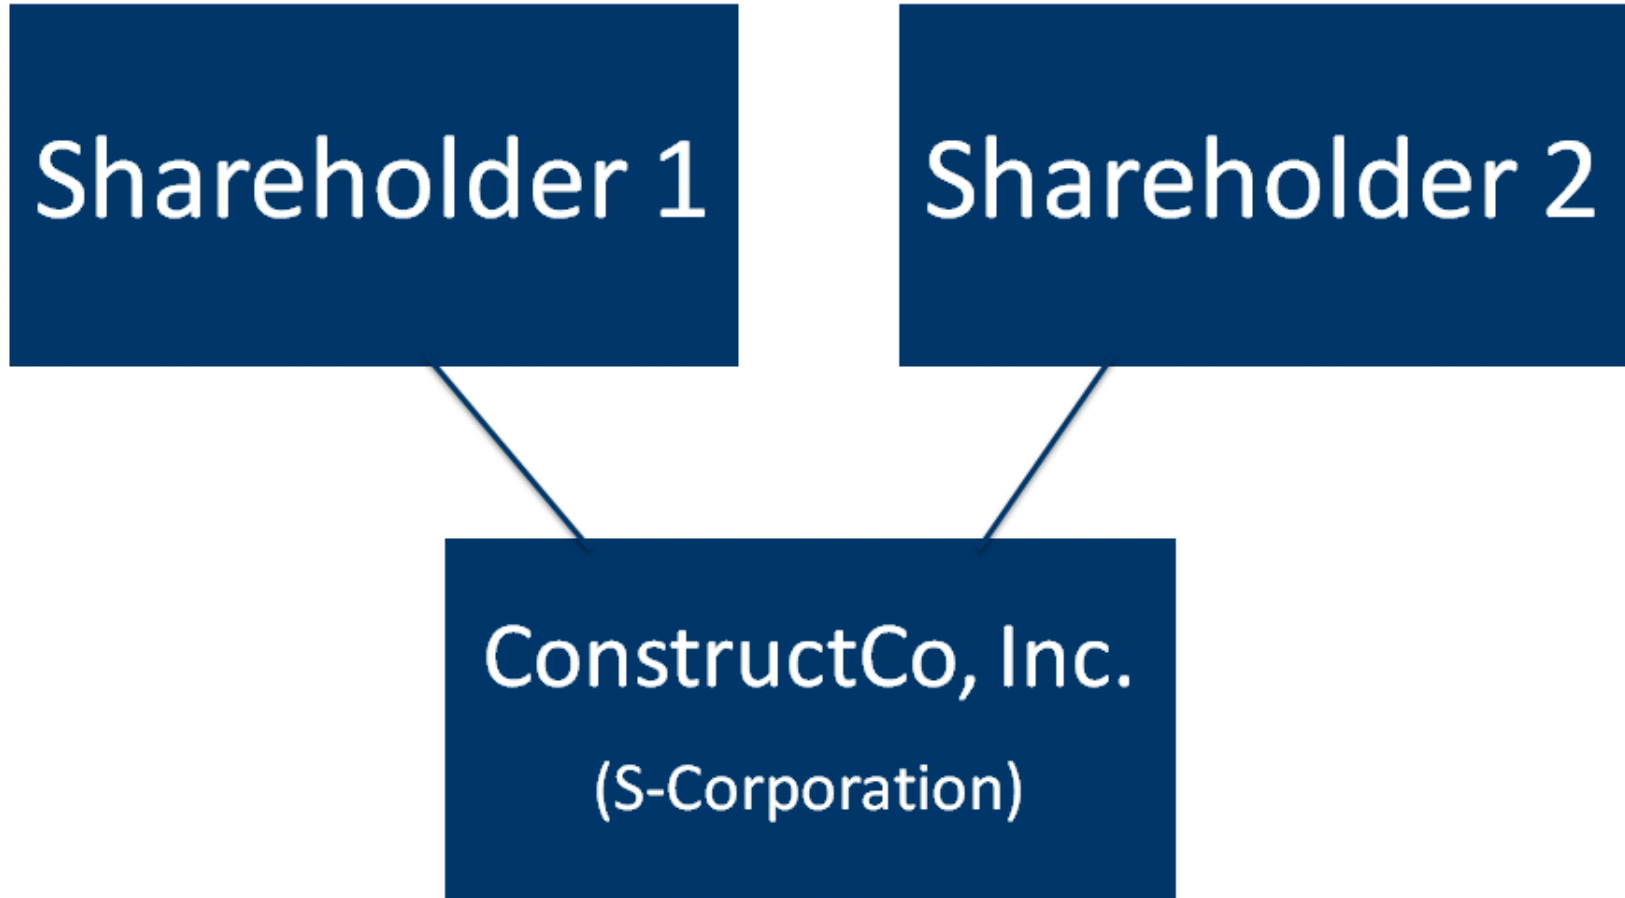 Shareholder 1
Shareholder 2
ConstructCo, Inc.
(S-Corporation)